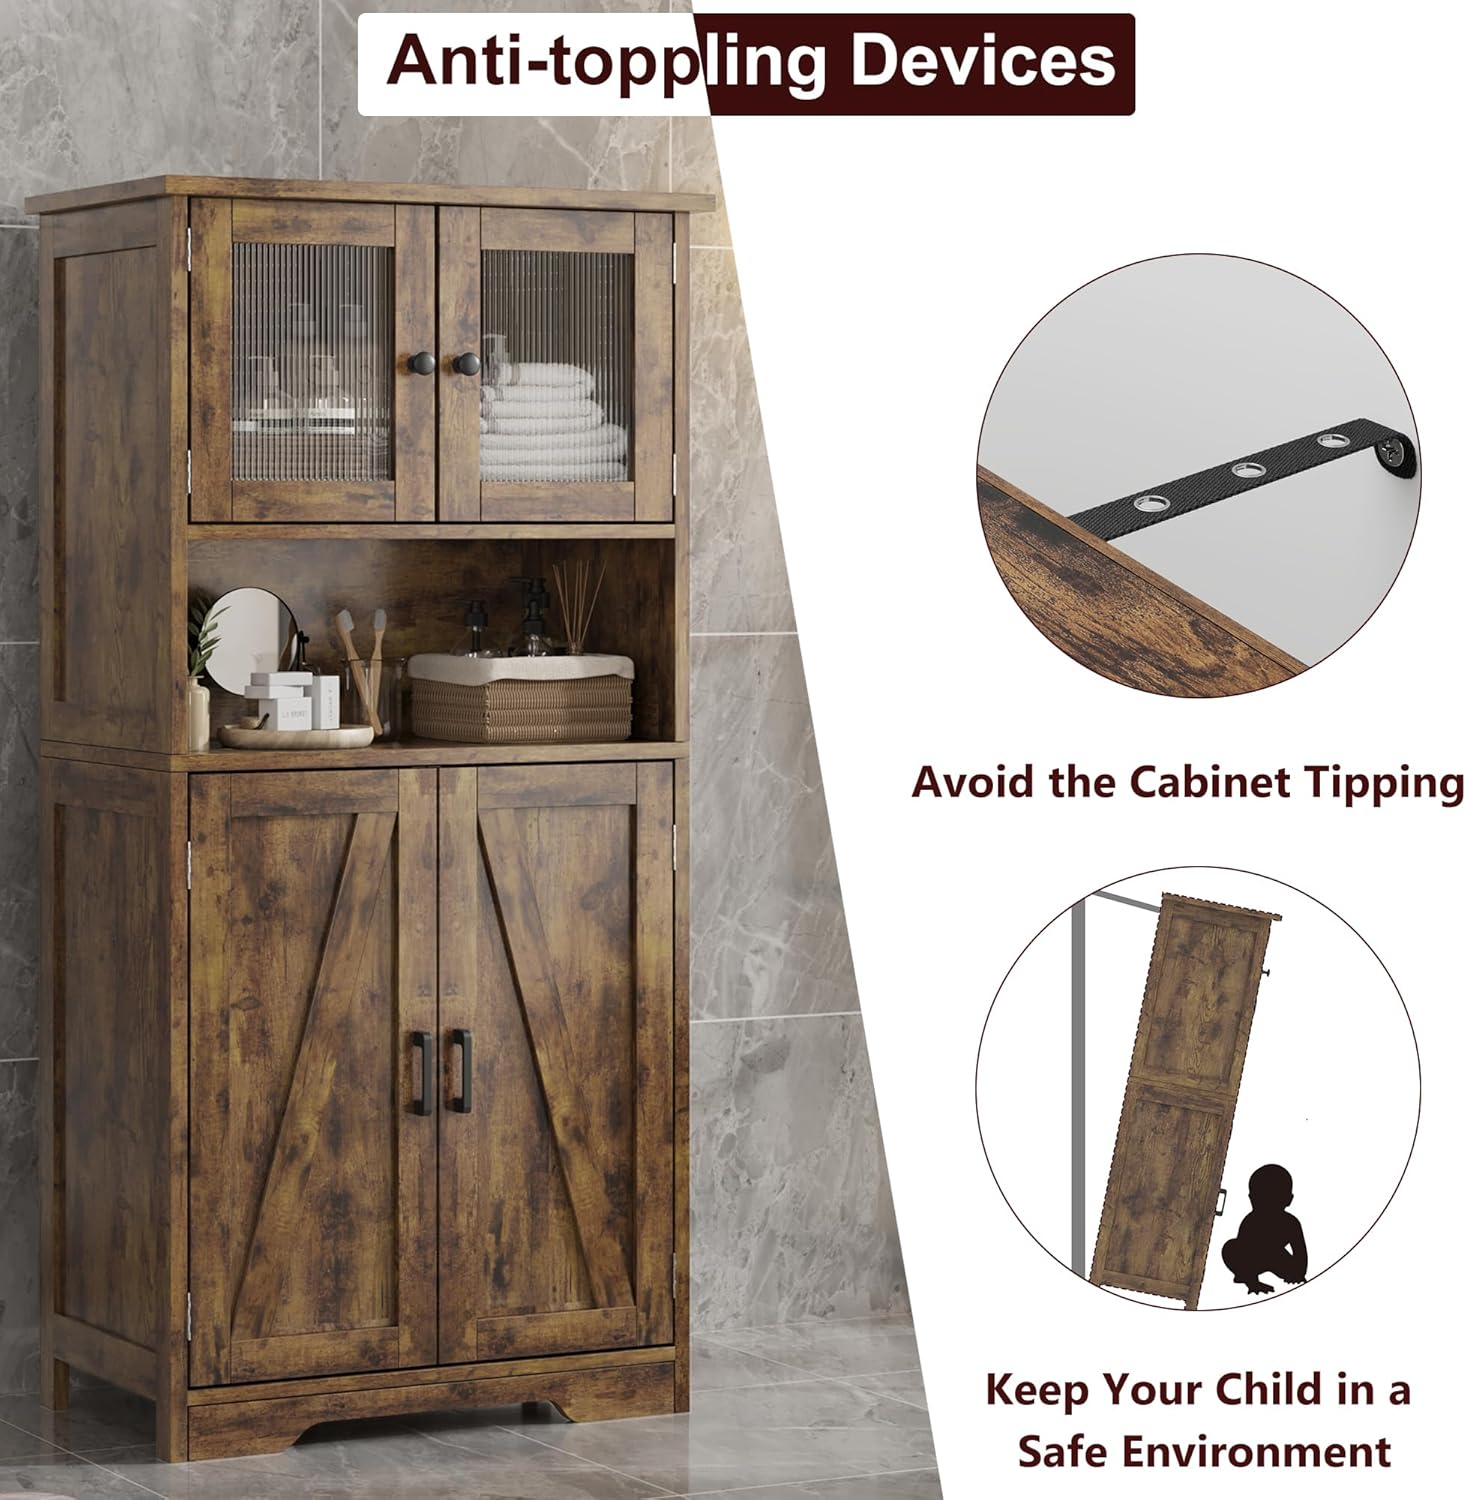 Anti-toppling Devices
Avoid the Cabinet Tipping
Keep Your Child in a
Safe Environment